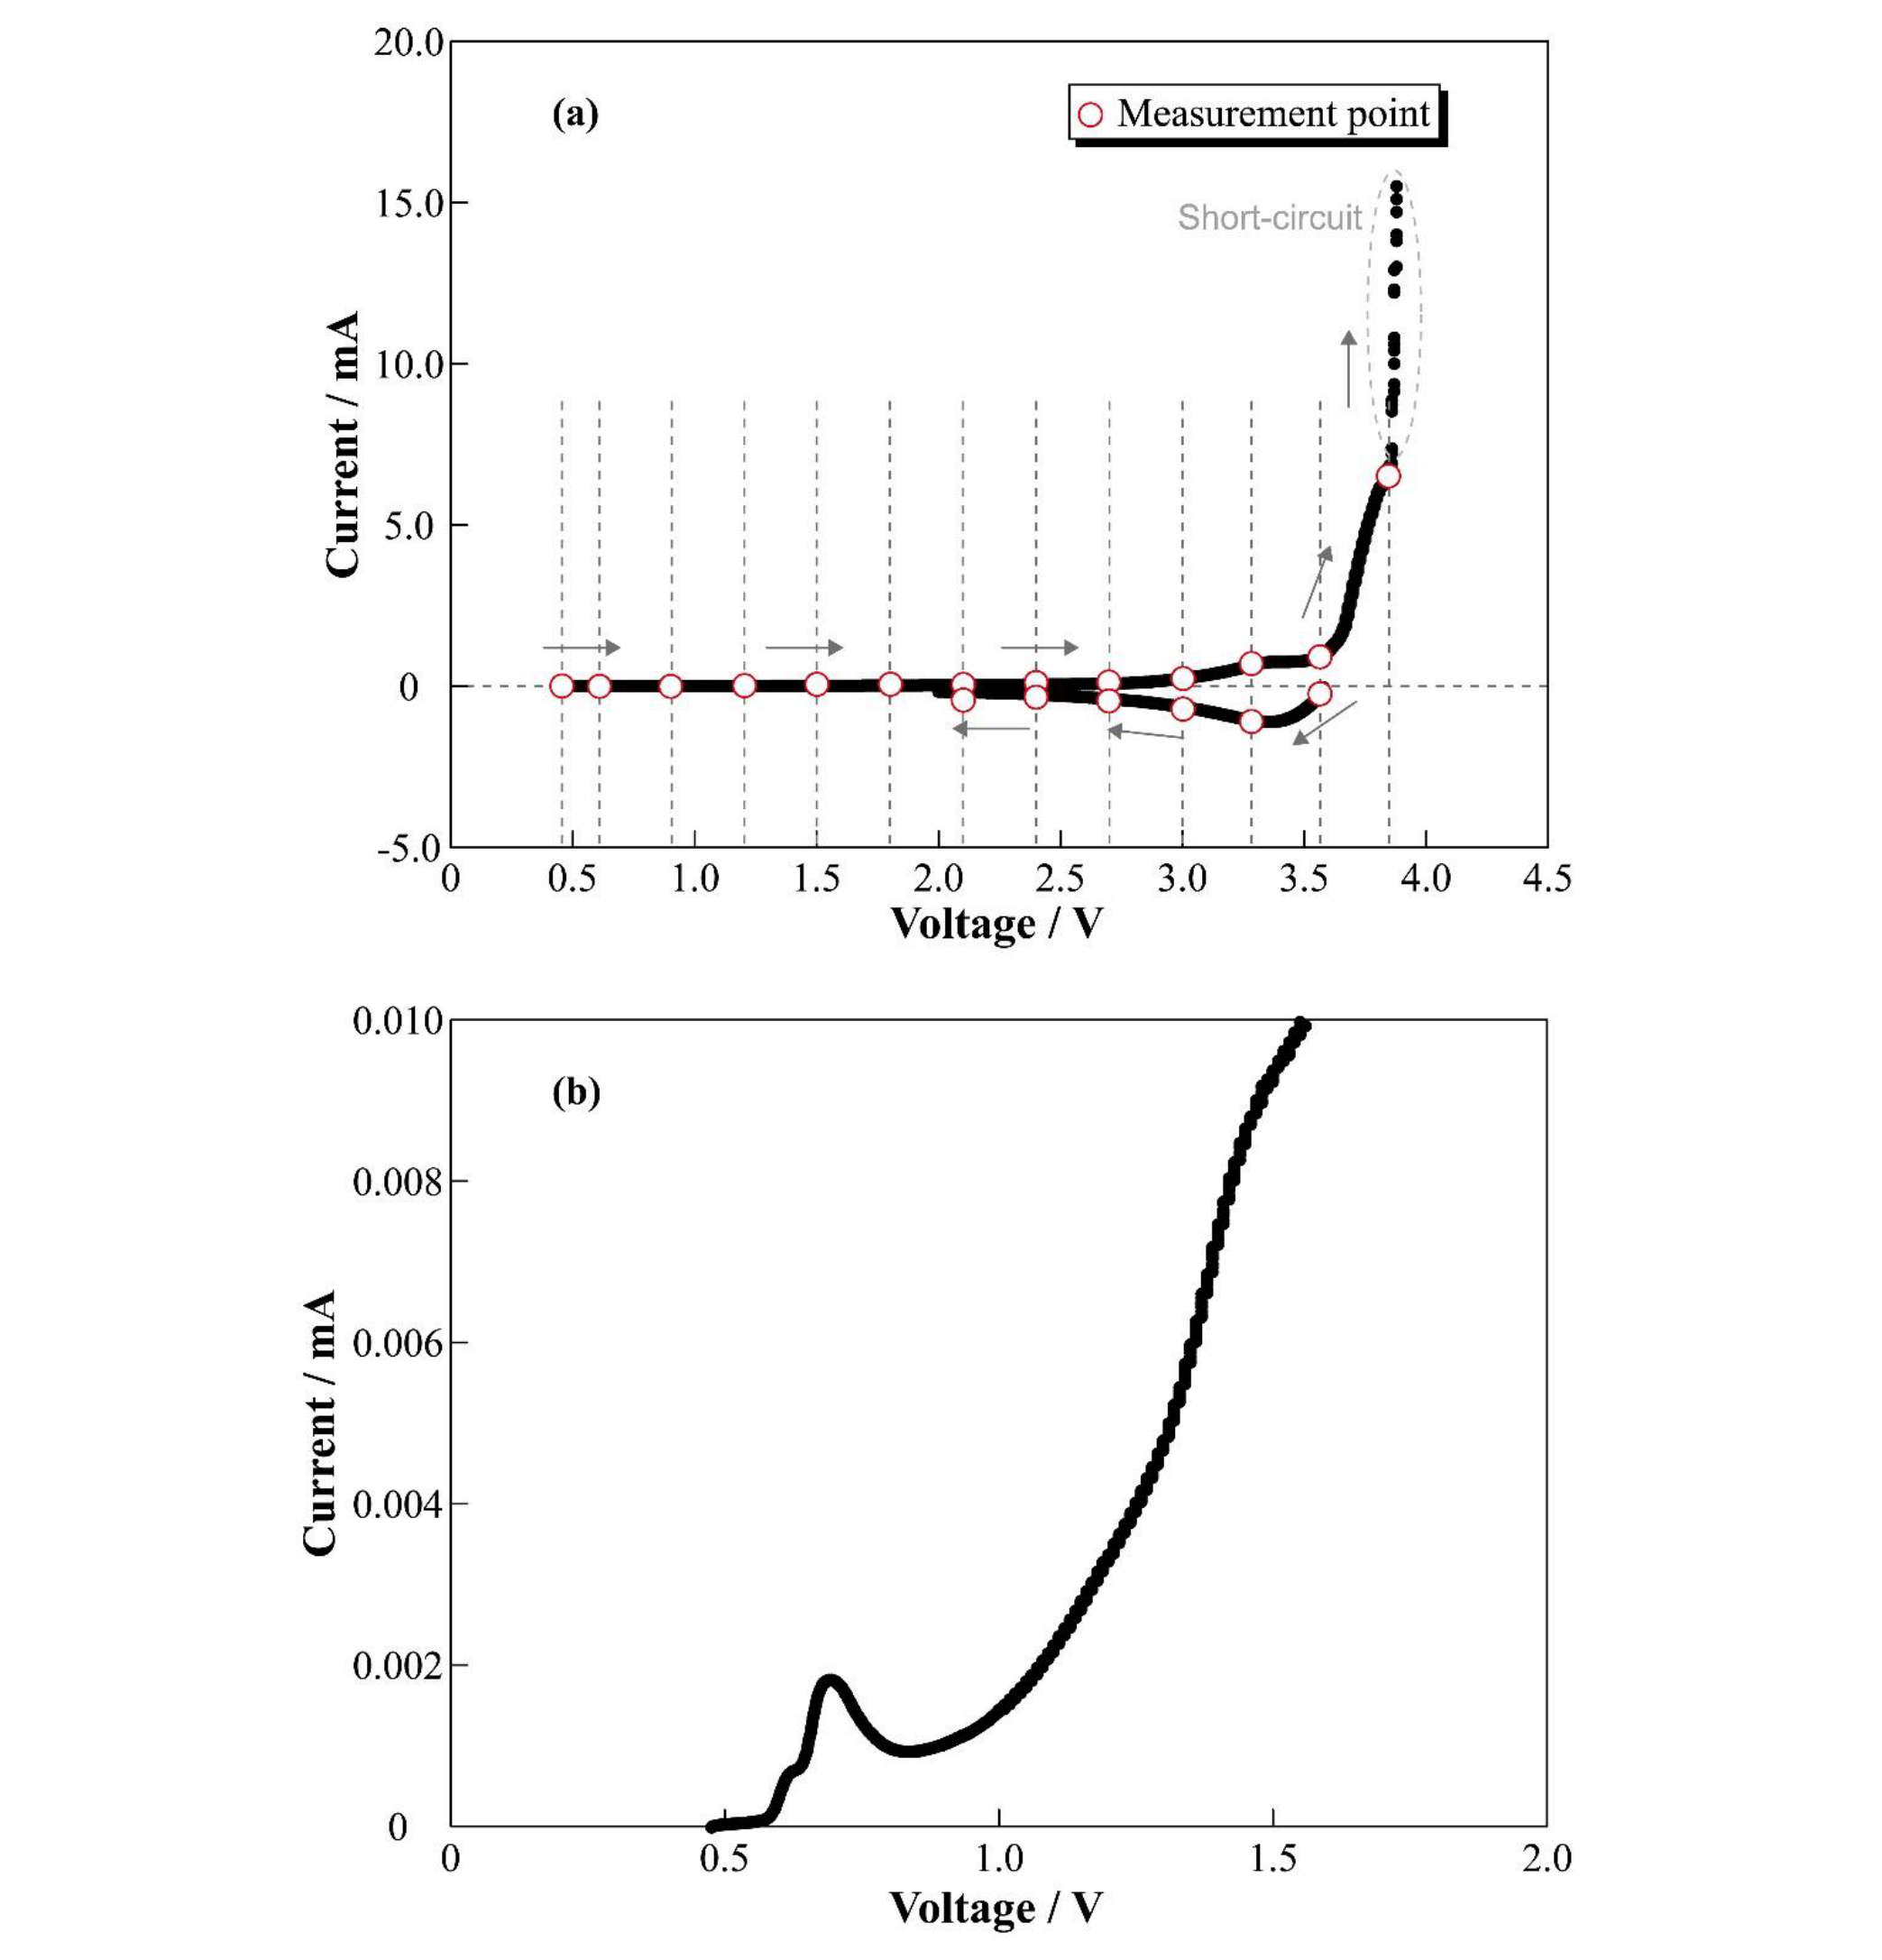 20.0
(a)
Measurement point
15.0
Short-circuit
10.0
5.0
0
-5.0
Current / mA
0 0.5 1.0 1.5 2.0 2.5 3.0 3.5 4.0 4.5
Voltage / V
0.010
(b)
0.008
0.006
0.004
0.002
0
Current / mA
0 0.5 1.0 1.5 2.0
Voltage / V